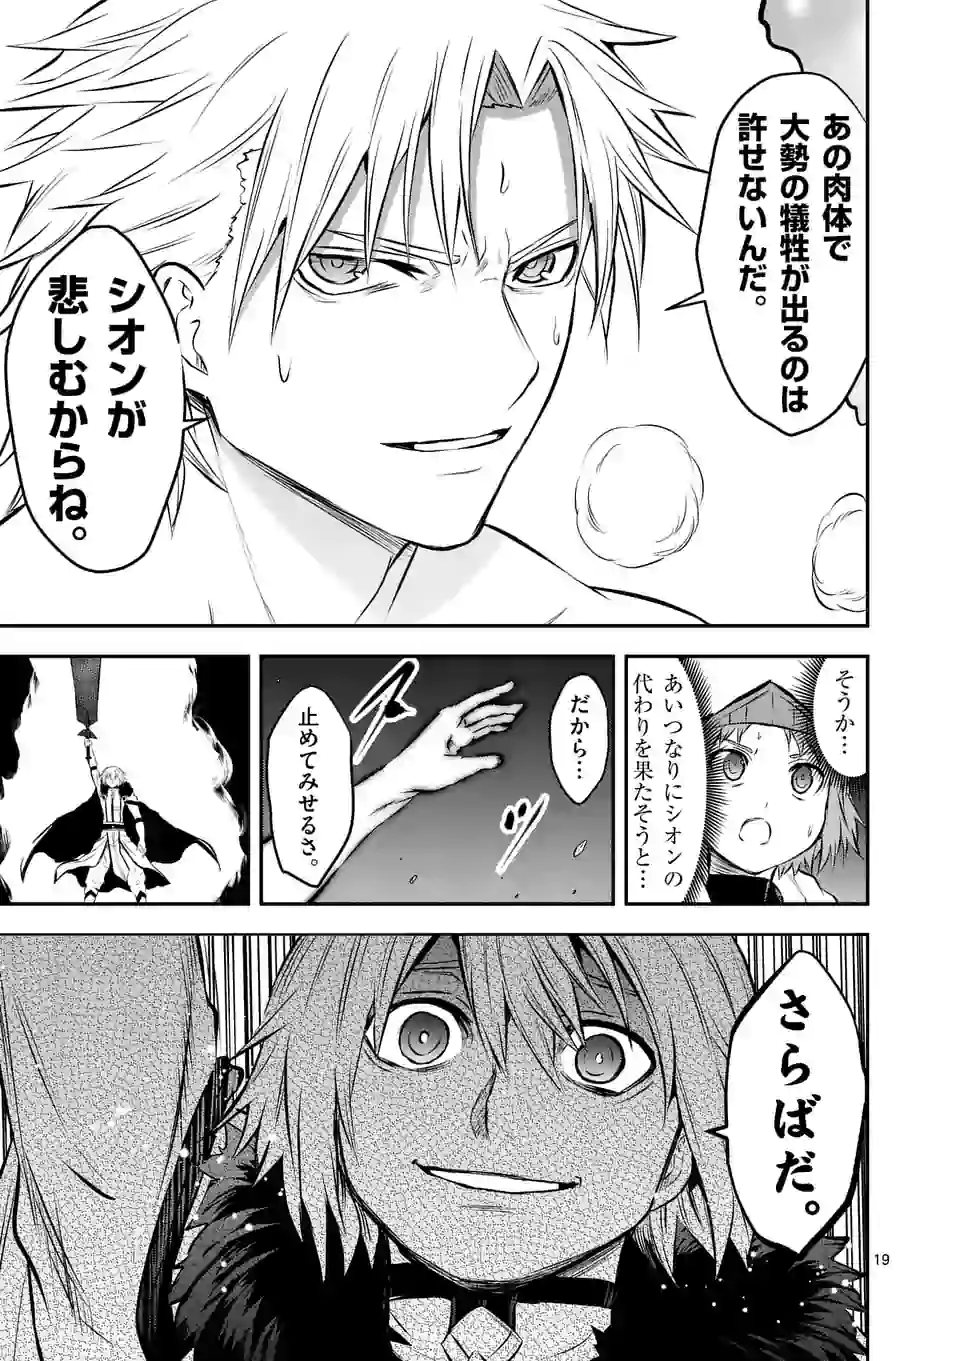 あの肉体で
大勢の犠牲が出るのは
許せないんだ。
シオンが
悲しむからね。
そうか…
あいつなりにシオンの
代わりを果たそうと…
だから…
止めてみせるさ。
さらばだ。
19